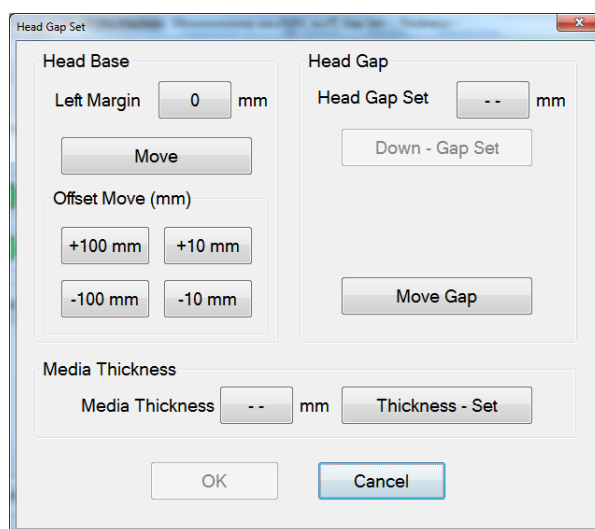 Head Gap Set
Head Base
Left Margin 0 mm
Move
Offset Move (mm)
+100 mm +10 mm
-100 mm -10 mm
Head Gap
Head Gap Set - - mm
Down - Gap Set
Move Gap
Media Thickness
Media Thickness - - mm Thickness - Set
OK Cancel